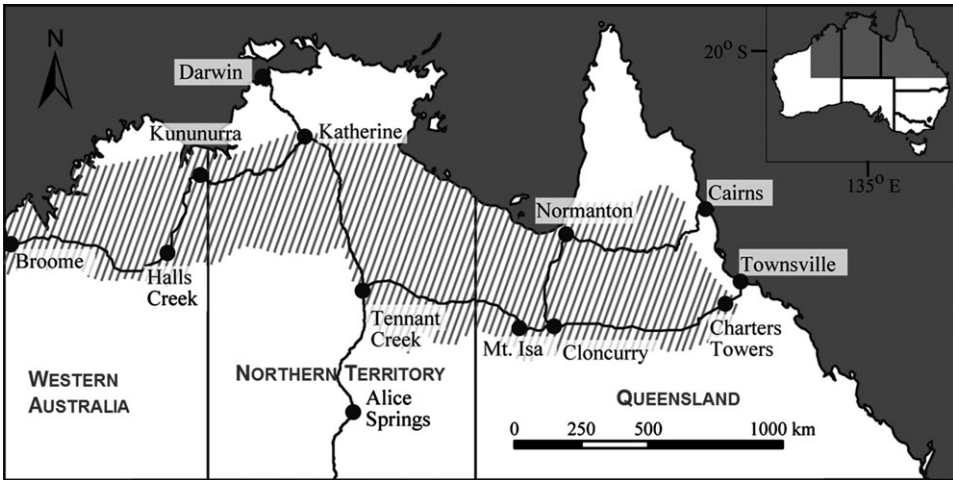 N
20° S
135° E
Darwin
Kununurra
Katherine
Cairns
Normanton
Broome
Halls
Creek
Townsville
Tennant
Creek
Mt. Isa
Cloncurry
Charters
Towers
WESTERN
AUSTRALIA
NORTHERN TERRITORY
Alice
Springs
QUEENSLAND
0 250 500 1000 km